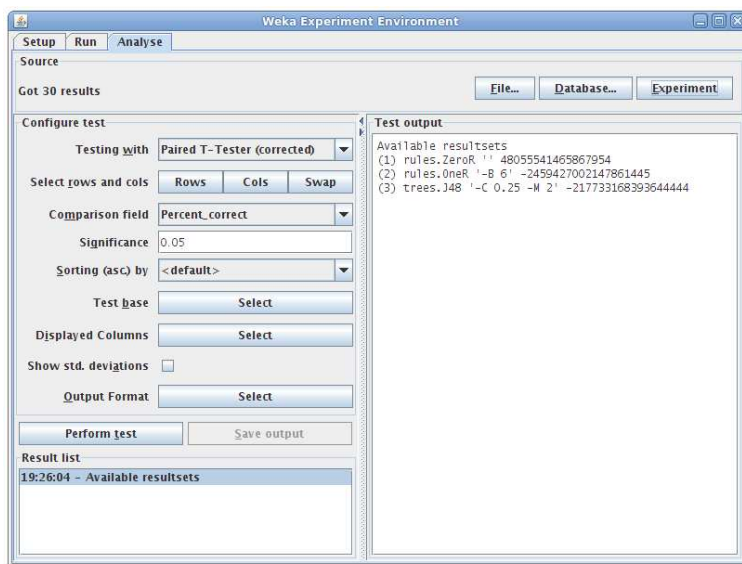 Weka Experiment Environment
Setup Run Analyse
Source
Got 30 results
File... Database... Experiment
Configure test
Testing with Paired T-Tester (corrected)
Select rows and cols Rows Cols Swap
Comparison field Percent_correct
Significance 0.05
Sorting (asc.) by <default>
Test base Select
Displayed Columns Select
Show std. deviations
Output Format Select
Perform test Save output
Result list
19:26:04 - Available resultsets
Test output
Available resultsets
(1) rules.ZeroR '' 48055541465867954
(2) rules.OneR '-B 6' -2459427002147861445
(3) trees.J48 '-C 0.25 -M 2' -217733168393644444